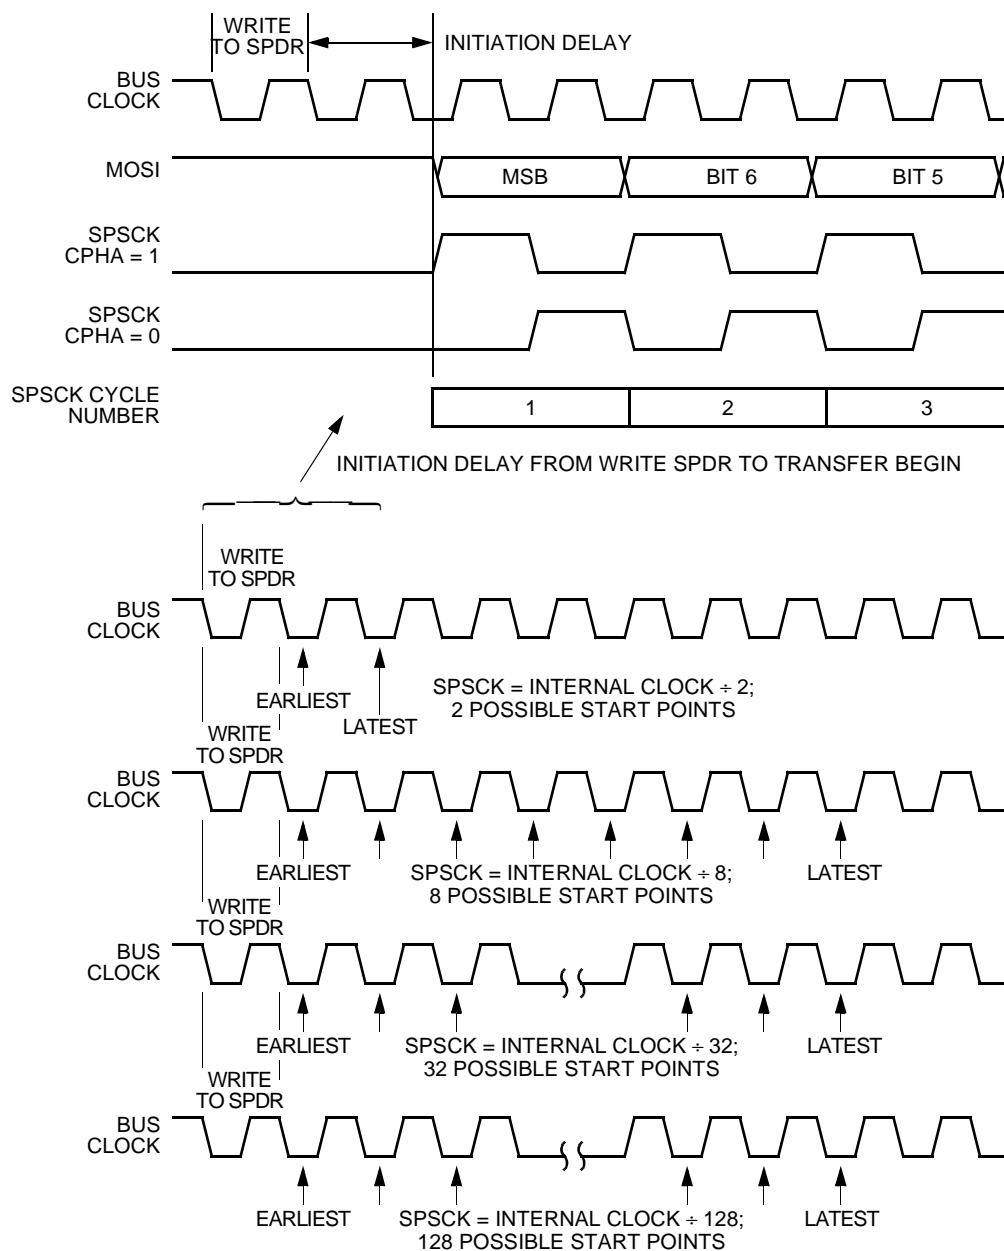 WRITE
TO SPDR
INITIATION DELAY
BUS
CLOCK
MOSI
MSB
BIT 6
BIT 5
SPSCK
CPHA = 1
SPSCK
CPHA = 0
SPSCK CYCLE
NUMBER
1
2
3
INITIATION DELAY FROM WRITE SPDR TO TRANSFER BEGIN
WRITE
TO SPDR
BUS
CLOCK
EARLIEST
LATEST
SPSCK = INTERNAL CLOCK ÷ 2;
2 POSSIBLE START POINTS
WRITE
TO SPDR
BUS
CLOCK
EARLIEST
SPSCK = INTERNAL CLOCK ÷ 8;
8 POSSIBLE START POINTS
LATEST
WRITE
TO SPDR
BUS
CLOCK
EARLIEST
SPSCK = INTERNAL CLOCK ÷ 32;
32 POSSIBLE START POINTS
LATEST
WRITE
TO SPDR
BUS
CLOCK
EARLIEST
SPSCK = INTERNAL CLOCK ÷ 128;
128 POSSIBLE START POINTS
LATEST